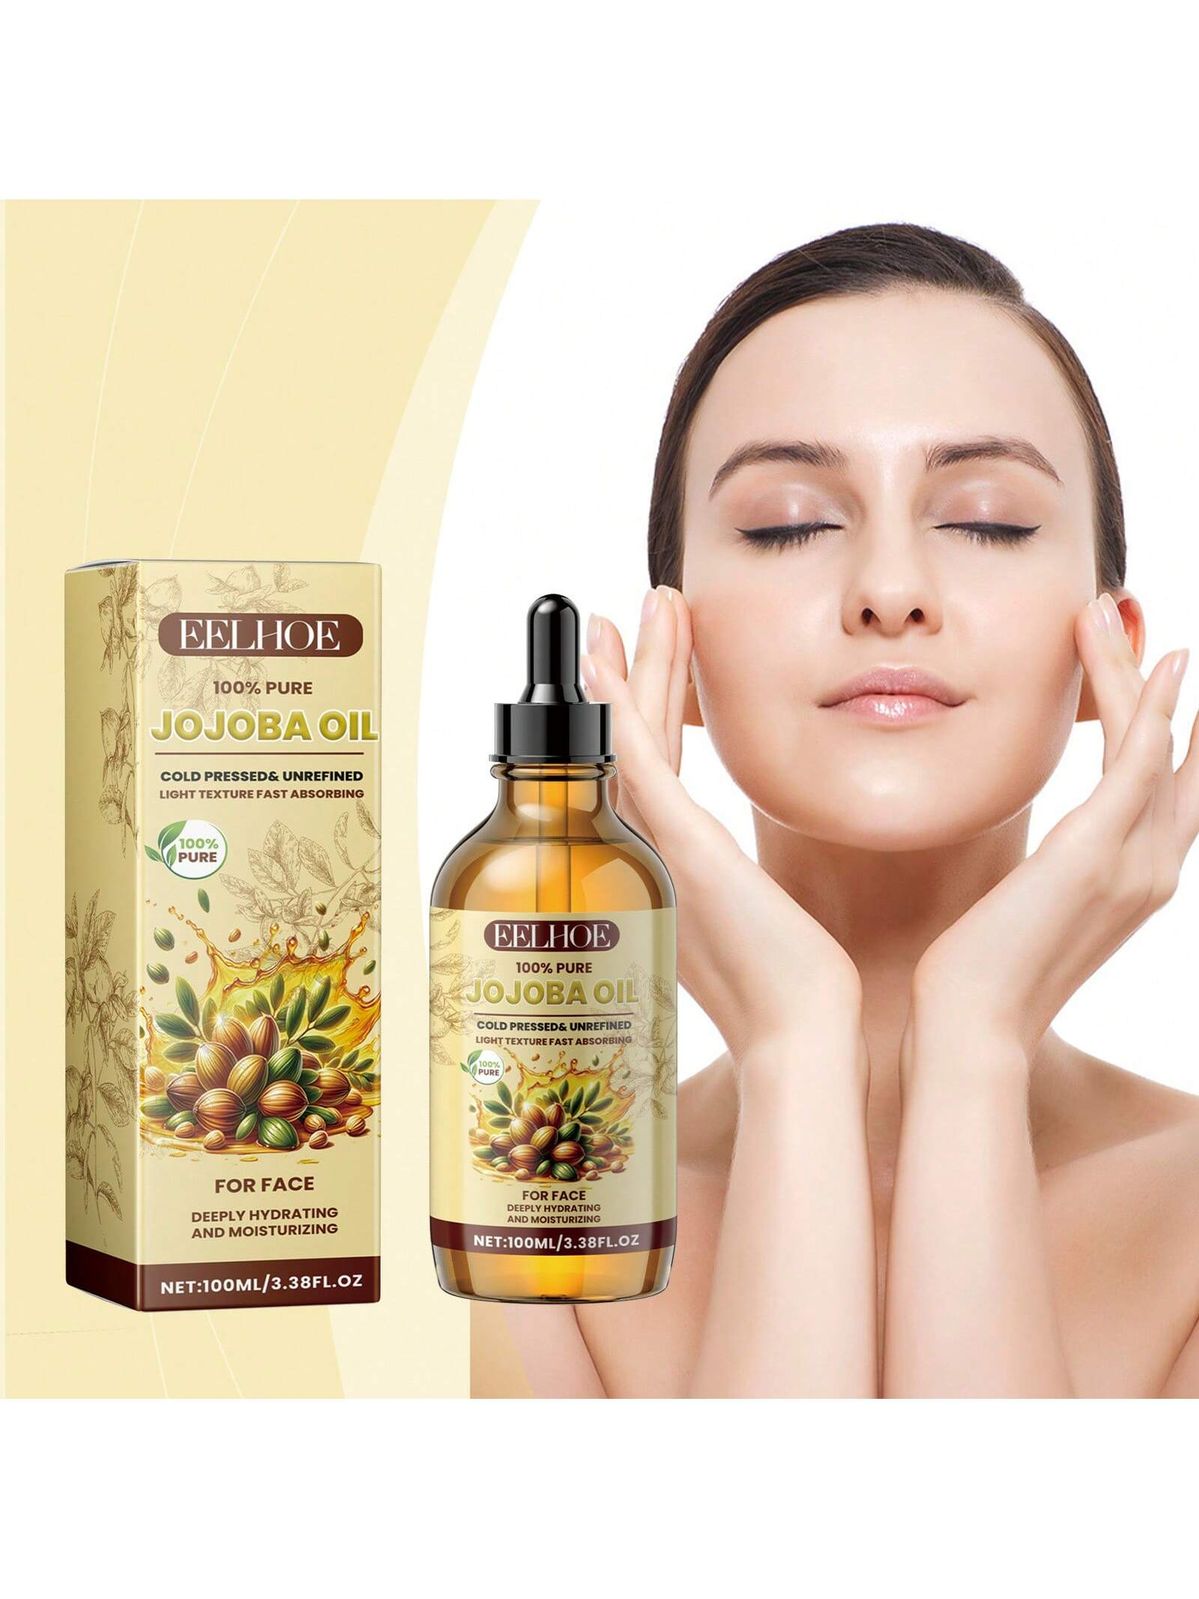 EELHOE
100% PURE
JOJOBA OIL
COLD PRESSED& UNREFINED
LIGHT TEXTURE FAST ABSORBING
100%
PURE
FOR FACE
DEEPLY HYDRATING
AND MOISTURIZING
NET:100ML/3.38FL.OZ
EELHOE
100% PURE
JOJOBA OIL
COLD PRESSED& UNREFINED
LIGHT TEXTURE FAST ABSORBING
100%
PURE
FOR FACE
DEEPLY HYDRATING
AND MOISTURIZING
NET:100ML/3.38FL.OZ